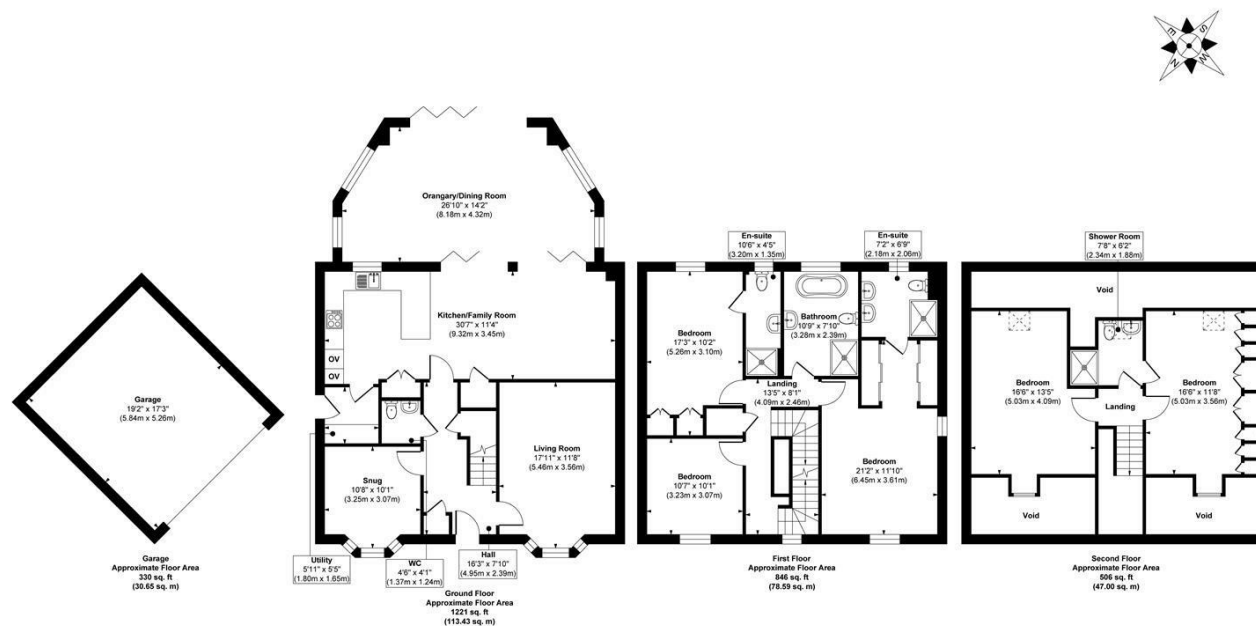 S
E
W
N
Orangary/Dining Room
26'10" x 14'2"
(8.18m x 4.32m)
Kitchen/Family Room
30'7" x 11'4"
(9.32m x 3.45m)
OV
OV
Garage
19'2" x 17'3"
(5.84m x 5.26m)
Garage
Approximate Floor Area
330 sq. ft
(30.65 sq. m)
Living Room
17'11" x 11'8"
(5.46m x 3.56m)
Snug
10'8" x 10'1"
(3.25m x 3.07m)
Utility
5'11" x 5'5"
(1.80m x 1.65m)
WC
4'6" x 4'1"
(1.37m x 1.24m)
Hall
16'3" x 7'10"
(4.95m x 2.39m)
Ground Floor
Approximate Floor Area
1221 sq. ft
(113.43 sq. m)
En-suite
10'6" x 4'5"
(3.20m x 1.35m)
En-suite
7'2" x 6'9"
(2.18m x 2.06m)
Bedroom
17'3" x 10'2"
(5.26m x 3.10m)
Bathroom
10'9" x 7'10"
(3.28m x 2.39m)
Landing
13'5" x 8'1"
(4.09m x 2.46m)
Bedroom
10'7" x 10'1"
(3.23m x 3.07m)
Bedroom
21'2" x 11'10"
(6.45m x 3.61m)
First Floor
Approximate Floor Area
846 sq. ft
(78.59 sq. m)
Shower Room
7'8" x 6'2"
(2.34m x 1.88m)
Void
Bedroom
16'6" x 13'5"
(5.03m x 4.09m)
Landing
Bedroom
16'6" x 11'8"
(5.03m x 3.56m)
Void
Void
Second Floor
Approximate Floor Area
506 sq. ft
(47.00 sq. m)